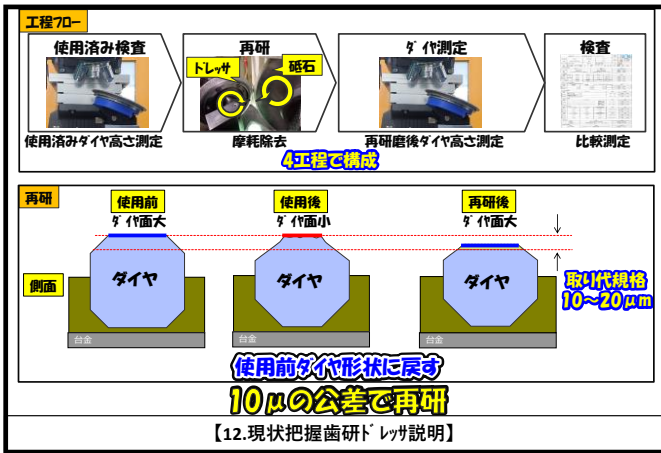 工程フロー
使用済み検査
再研
ダイヤ測定
検査
ドレッサ
砥石
使用済みダイヤ高さ測定
摩耗除去
再研磨後ダイヤ高さ測定
比較測定
4工程で構成
再研
使用前
使用後
再研後
ダイヤ面大
ダイヤ面小
ダイヤ面大
側面
ダイヤ
ダイヤ
ダイヤ
取り代規格
10～20μm
台金
台金
台金
使用前ダイヤ形状に戻す
10μの公差で再研
【12.現状把握歯研ドレッサ説明】